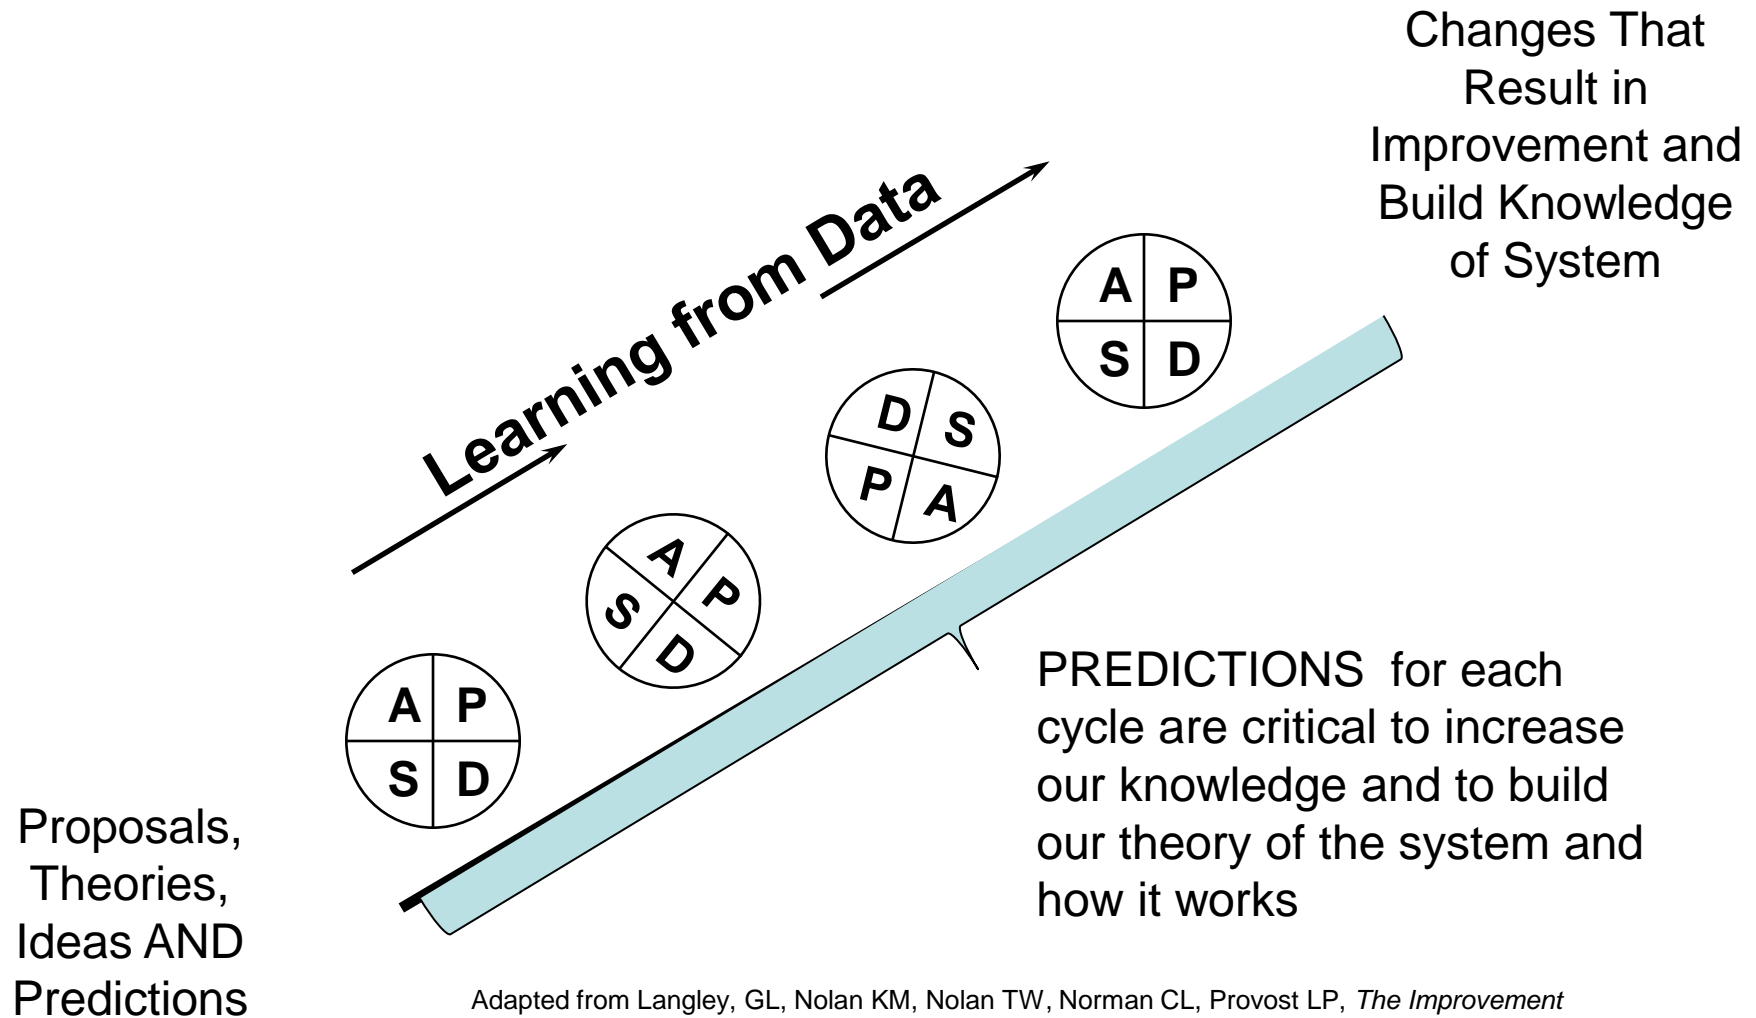 Changes That
Result in
Improvement and
Build Knowledge
of System
Learning from Data
A P
S D
D S
P A
A P
S D
A P
S D
PREDICTIONS for each
cycle are critical to increase
our knowledge and to build
our theory of the system and
how it works
Proposals,
Theories,
Ideas AND
Predictions
Adapted from Langley, GL, Nolan KM, Nolan TW, Norman CL, Provost LP, The Improvement